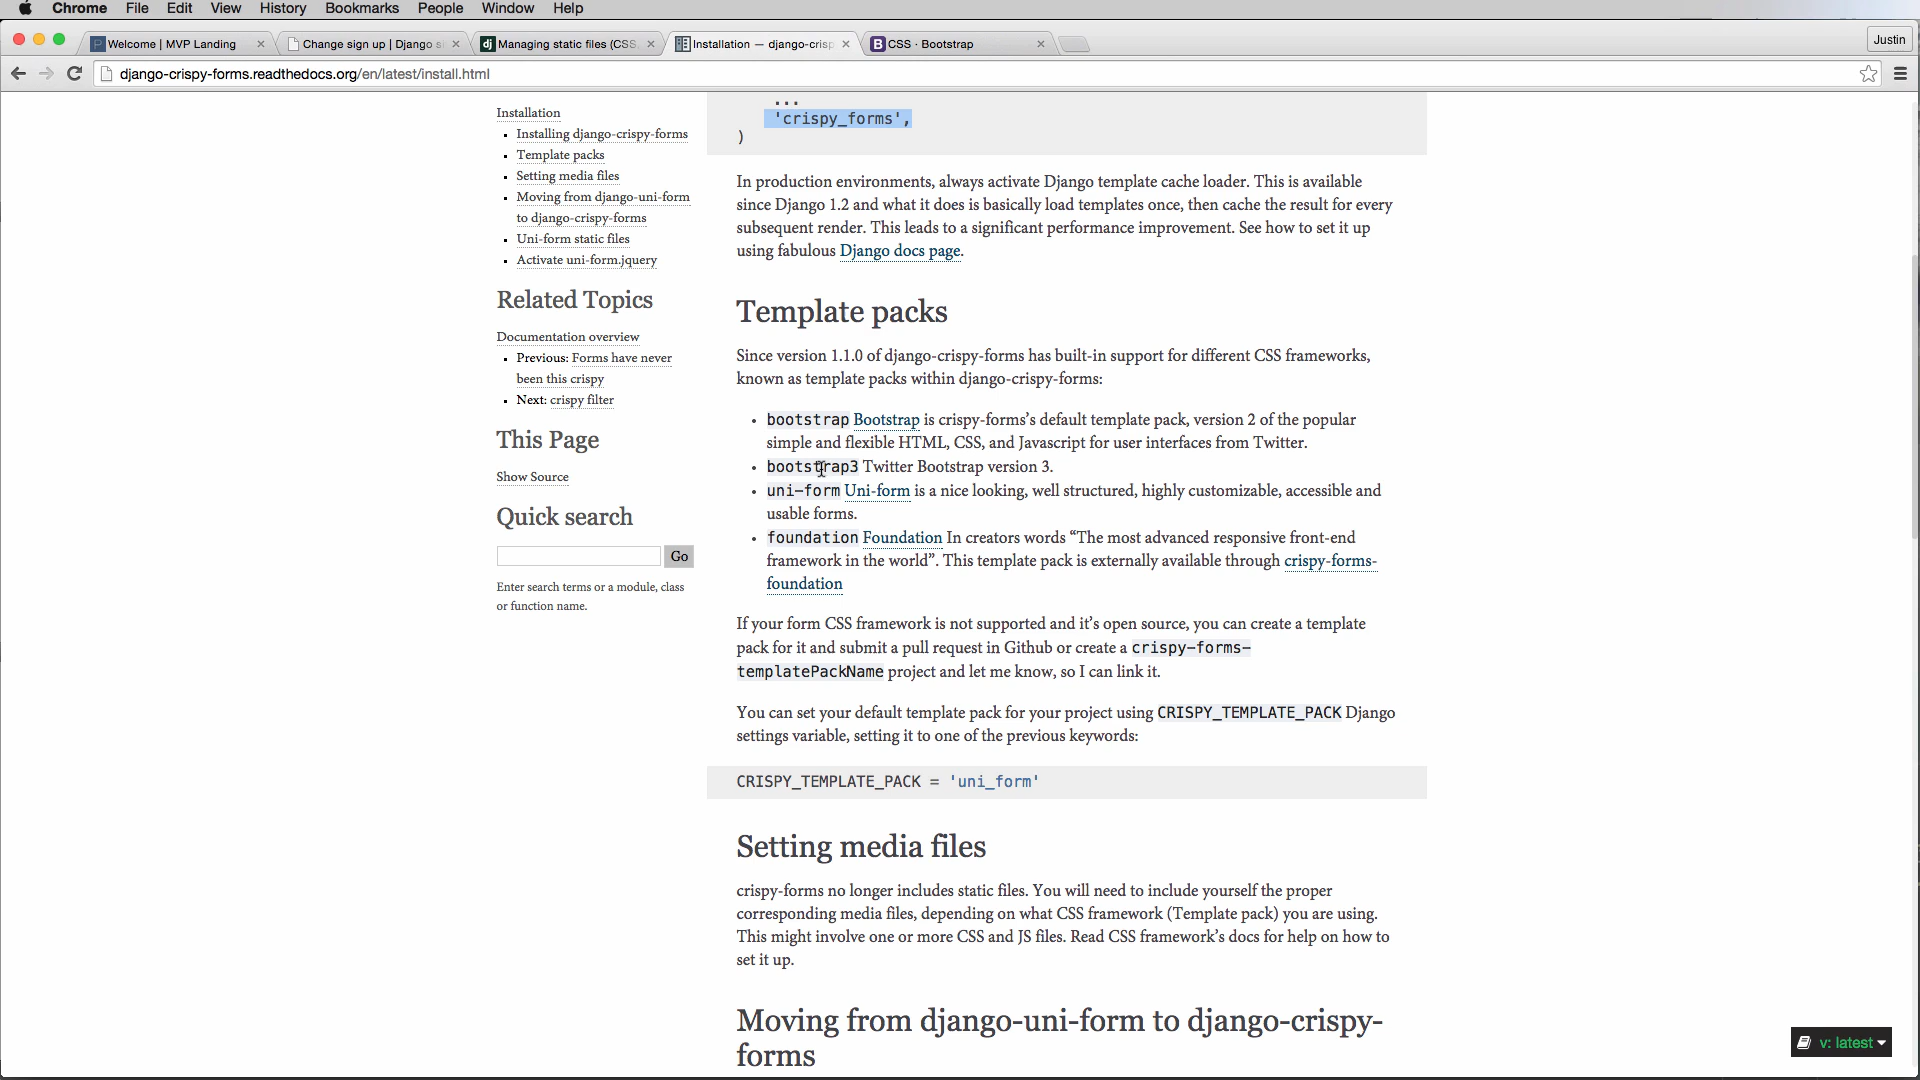 Chrome File Edit View History Bookmarks People Window Help
Welcome | MVP Landing
Change sign up | Django si
Managing static files (CSS,
Installation — django-crisp
CSS · Bootstrap
Justin
django-crispy-forms.readthedocs.org/en/latest/install.html
Installation
Installing django-crispy-forms
Template packs
Setting media files
Moving from django-uni-form
to django-crispy-forms
Uni-form static files
Activate uni-form.jquery
Related Topics
Documentation overview
Previous: Forms have never
been this crispy
Next: crispy filter
This Page
Show Source
Quick search
Go
Enter search terms or a module, class
or function name.
...
'crispy_forms',
)
In production environments, always activate Django template cache loader. This is available
since Django 1.2 and what it does is basically load templates once, then cache the result for every
subsequent render. This leads to a significant performance improvement. See how to set it up
using fabulous Django docs page.
Template packs
Since version 1.1.0 of django-crispy-forms has built-in support for different CSS frameworks,
known as template packs within django-crispy-forms:
bootstrap Bootstrap is crispy-forms’s default template pack, version 2 of the popular
simple and flexible HTML, CSS, and Javascript for user interfaces from Twitter.
bootstrap3 Twitter Bootstrap version 3.
uni-form Uni-form is a nice looking, well structured, highly customizable, accessible and
usable forms.
foundation Foundation In creators words “The most advanced responsive front-end
framework in the world”. This template pack is externally available through crispy-forms-
foundation
If your form CSS framework is not supported and it’s open source, you can create a template
pack for it and submit a pull request in Github or create a crispy-forms-
templatePackName project and let me know, so I can link it.
You can set your default template pack for your project using CRISPY_TEMPLATE_PACK Django
settings variable, setting it to one of the previous keywords:
CRISPY_TEMPLATE_PACK = 'uni_form'
Setting media files
crispy-forms no longer includes static files. You will need to include yourself the proper
corresponding media files, depending on what CSS framework (Template pack) you are using.
This might involve one or more CSS and JS files. Read CSS framework’s docs for help on how to
set it up.
Moving from django-uni-form to django-crispy-
forms
v: latest